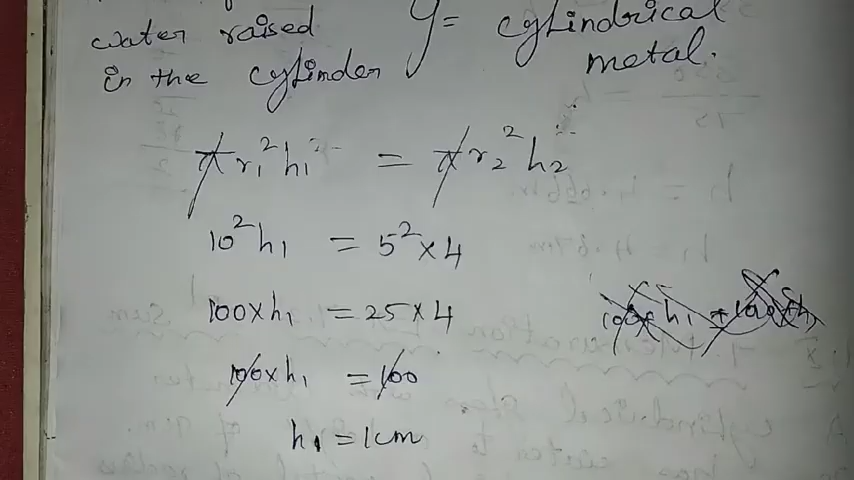 water raised
in the cylinder } = cylindrical
metal.
πr₁²h₁ = πr₂²h₂
10²h₁ = 5²×4
100×h₁ = 25×4
100×h₁ = 100
h₁ = 1cm